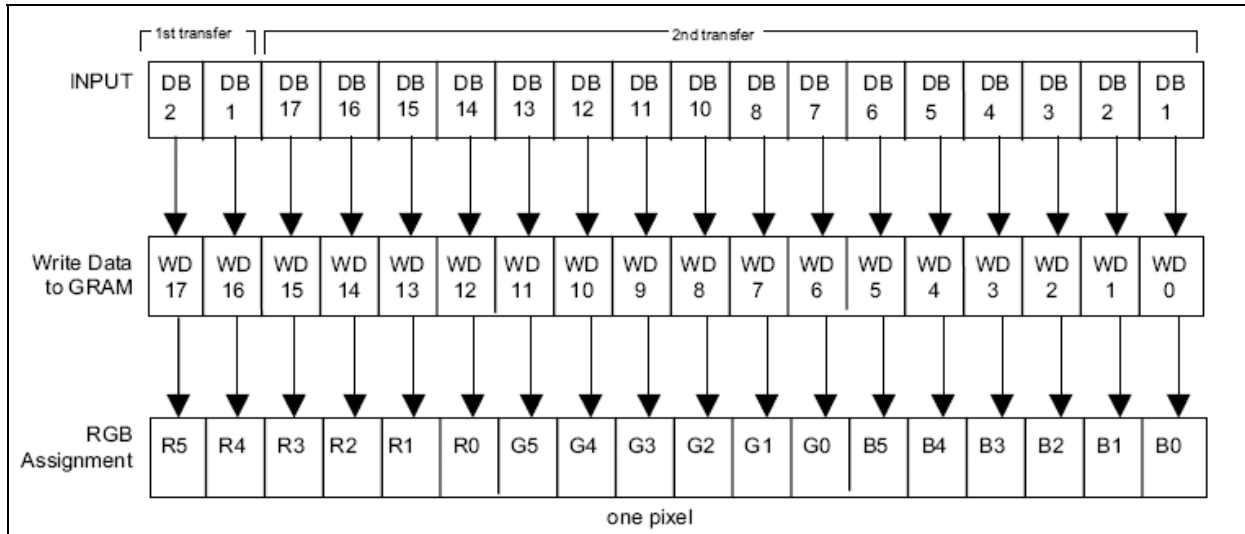 1st transfer 2nd transfer
INPUT DB DB DB DB DB DB DB DB DB DB DB DB DB DB DB DB DB DB
2 1 17 16 15 14 13 12 11 10 8 7 6 5 4 3 2 1
Write Data WD WD WD WD WD WD WD WD WD WD WD WD WD WD WD WD WD WD
to GRAM 17 16 15 14 13 12 11 10 9 8 7 6 5 4 3 2 1 0
RGB
Assignment R5 R4 R3 R2 R1 R0 G5 G4 G3 G2 G1 G0 B5 B4 B3 B2 B1 B0
one pixel